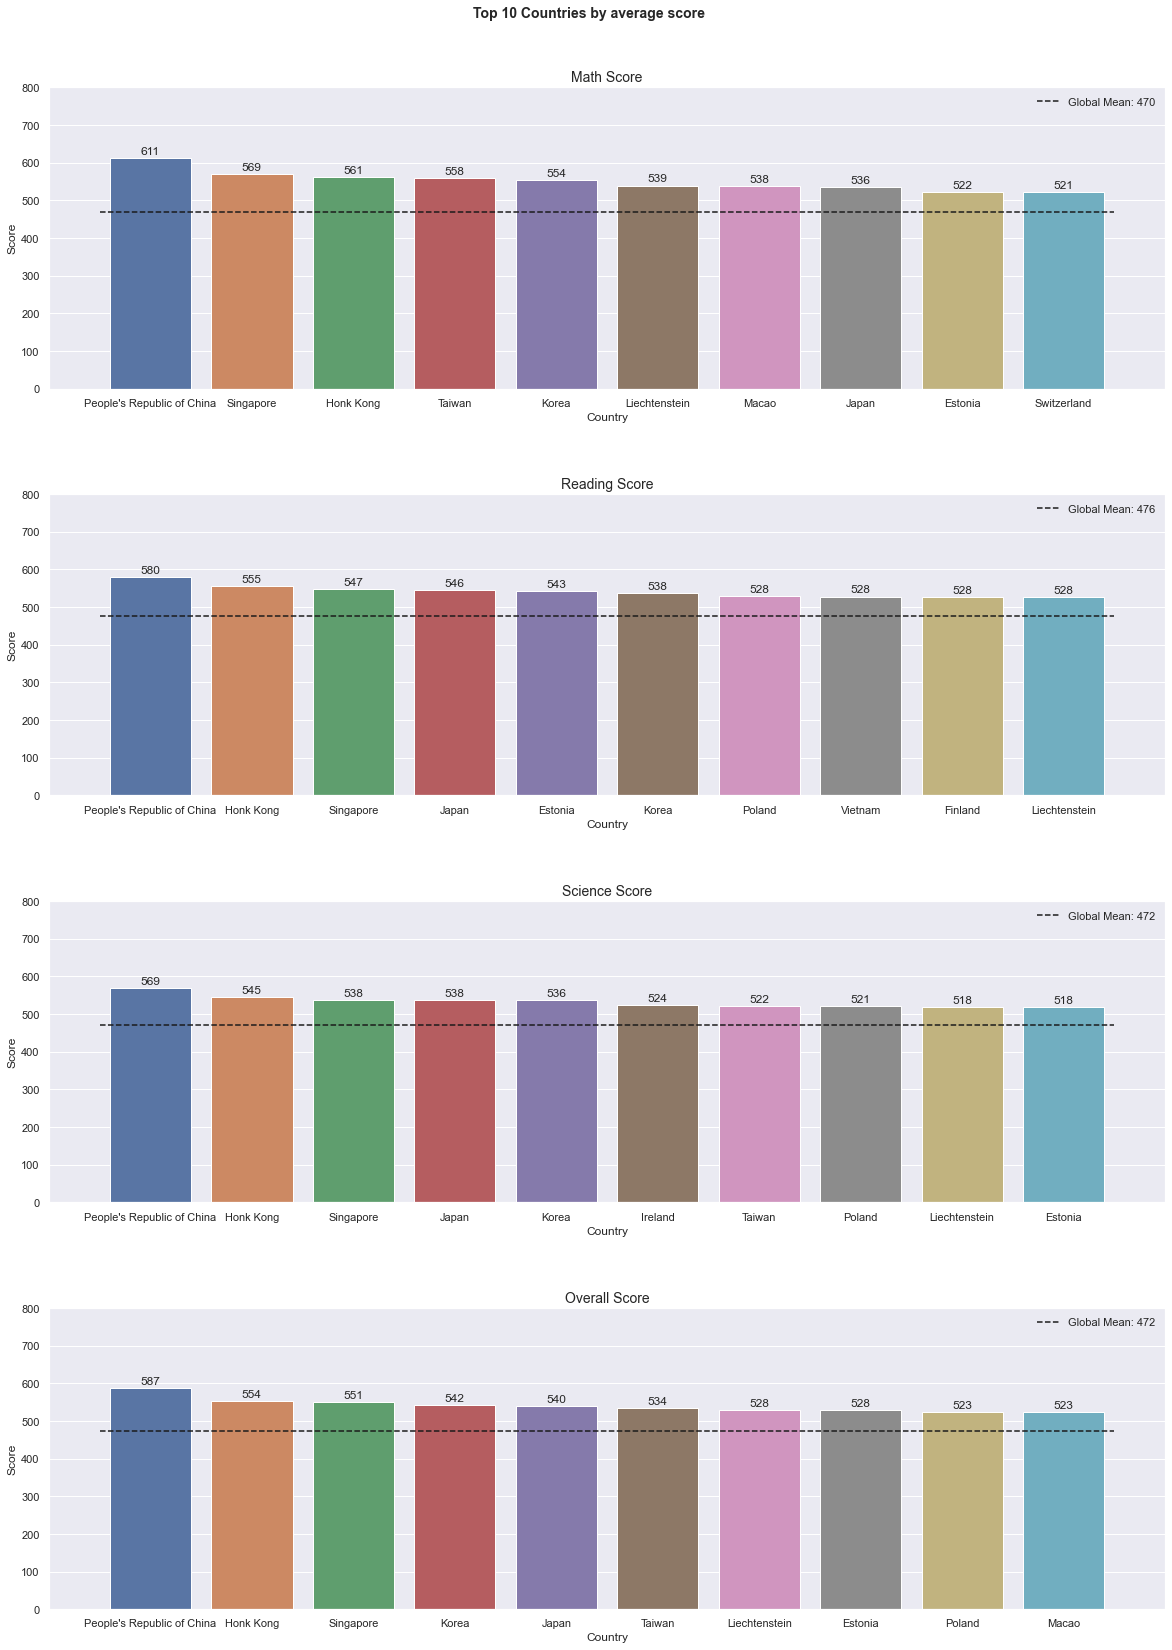 Top 10 Countries by average score
Math Score
Global Mean: 470
800
700
600
500
400
300
200
100
0
Score
611 569 561 558 554 539 538 536 522 521
People's Republic of China Singapore Honk Kong Taiwan Korea Liechtenstein Macao Japan Estonia Switzerland
Country
Reading Score
Global Mean: 476
800
700
600
500
400
300
200
100
0
Score
580 555 547 546 543 538 528 528 528 528
People's Republic of China Honk Kong Singapore Japan Estonia Korea Poland Vietnam Finland Liechtenstein
Country
Science Score
Global Mean: 472
800
700
600
500
400
300
200
100
0
Score
569 545 538 538 536 524 522 521 518 518
People's Republic of China Honk Kong Singapore Japan Korea Ireland Taiwan Poland Liechtenstein Estonia
Country
Overall Score
Global Mean: 472
800
700
600
500
400
300
200
100
0
Score
587 554 551 542 540 534 528 528 523 523
People's Republic of China Honk Kong Singapore Korea Japan Taiwan Liechtenstein Estonia Poland Macao
Country